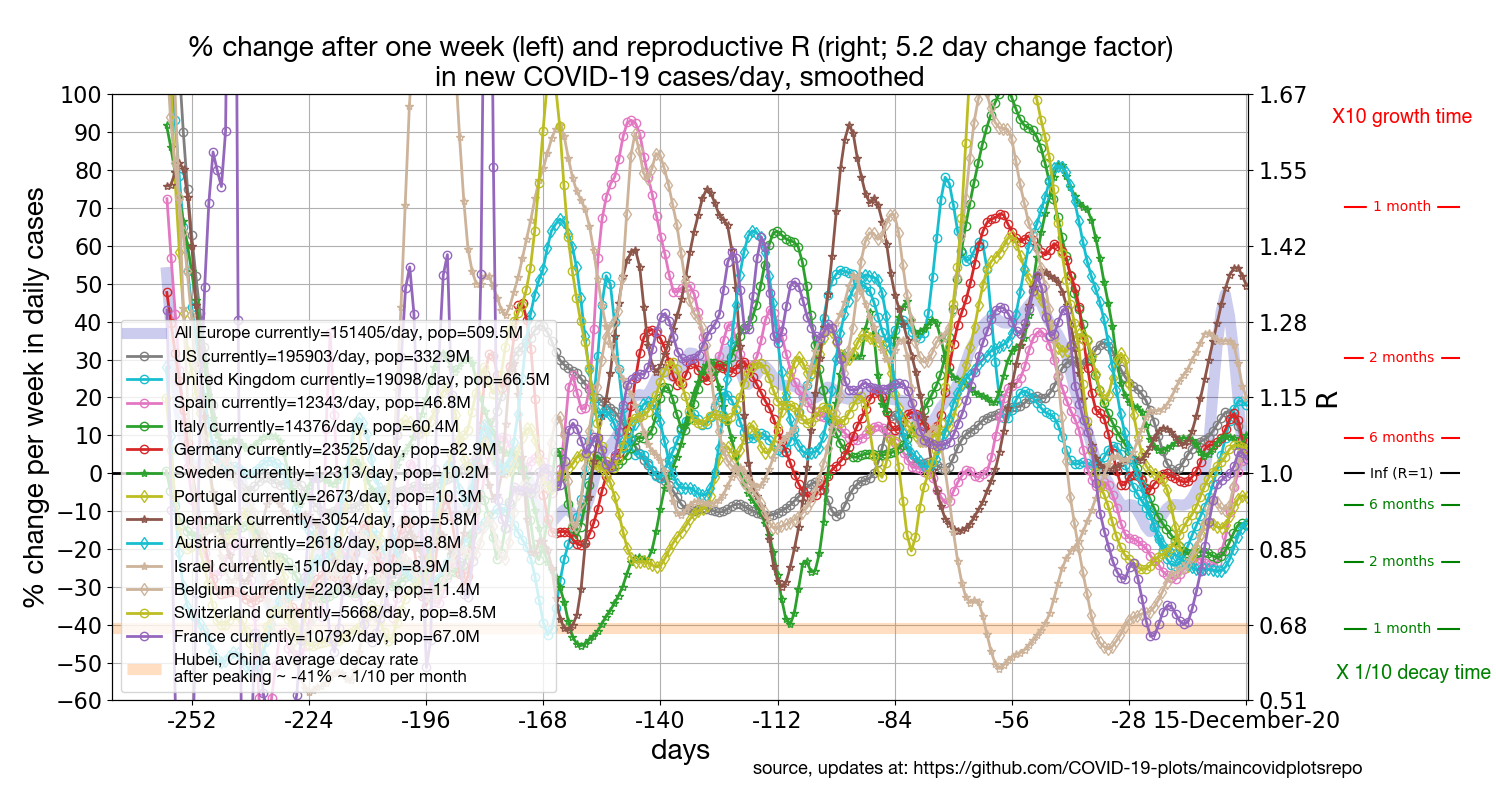 % change after one week (left) and reproductive R (right; 5.2 day change factor)
in new COVID-19 cases/day, smoothed
% change per week in daily cases
100
90
80
70
60
50
40
30
20
10
0
−10
−20
−30
−40
−50
−60
All Europe currently=151405/day, pop=509.5M
US currently=195903/day, pop=332.9M
United Kingdom currently=19098/day, pop=66.5M
Spain currently=12343/day, pop=46.8M
Italy currently=14376/day, pop=60.4M
Germany currently=23525/day, pop=82.9M
Sweden currently=12313/day, pop=10.2M
Portugal currently=2673/day, pop=10.3M
Denmark currently=3054/day, pop=5.8M
Austria currently=2618/day, pop=8.8M
Israel currently=1510/day, pop=8.9M
Belgium currently=2203/day, pop=11.4M
Switzerland currently=5668/day, pop=8.5M
France currently=10793/day, pop=67.0M
Hubei, China average decay rate
after peaking ~ -41% ~ 1/10 per month
1.67
1.55
1.42
1.28
1.15
1.0
0.85
0.68
0.51
R
X10 growth time
1 month
2 months
6 months
Inf (R=1)
6 months
2 months
1 month
X 1/10 decay time
-252 -224 -196 -168 -140 -112 -84 -56 -28 15-December-20
days
source, updates at: https://github.com/COVID-19-plots/maincovidplotsrepo